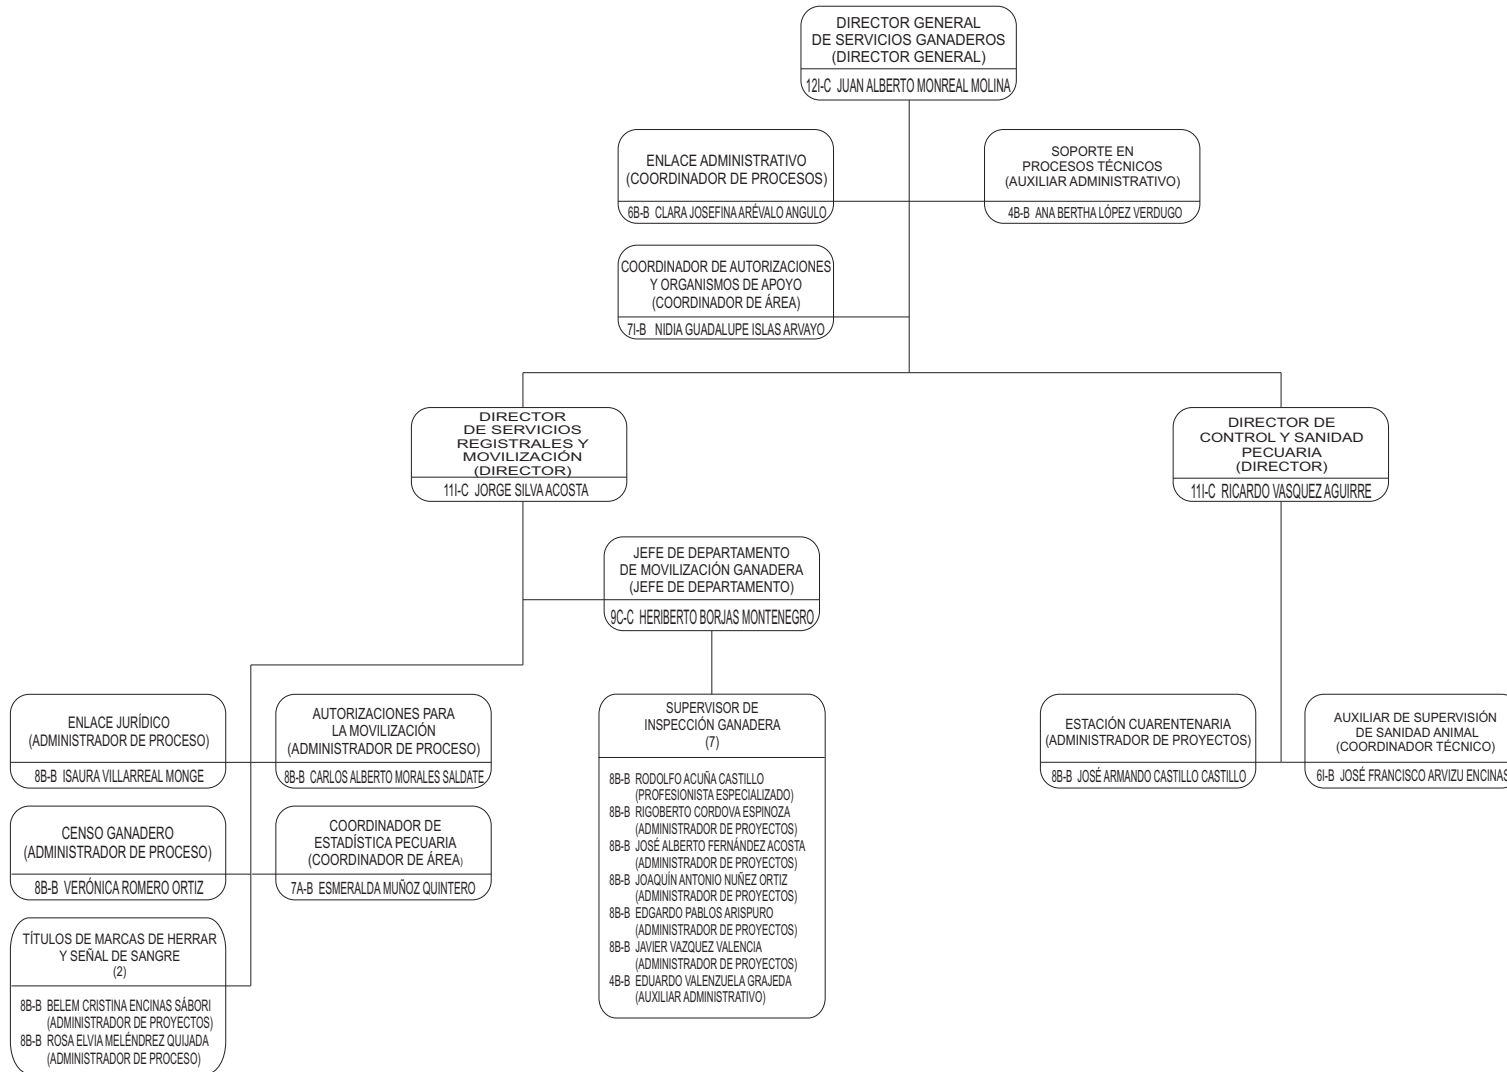 DIRECTOR GENERAL
DE SERVICIOS GANADEROS
(DIRECTOR GENERAL)
12I-C JUAN ALBERTO MONREAL MOLINA
ENLACE ADMINISTRATIVO
(COORDINADOR DE PROCESOS)
6B-B CLARA JOSEFINA ARÉVALO ANGULO
SOPORTE EN
PROCESOS TÉCNICOS
(AUXILIAR ADMINISTRATIVO)
4B-B ANA BERTHA LÓPEZ VERDUGO
COORDINADOR DE AUTORIZACIONES
Y ORGANISMOS DE APOYO
(COORDINADOR DE ÁREA)
7I-B NIDIA GUADALUPE ISLAS ARVAYO
DIRECTOR
DE SERVICIOS
REGISTRALES Y
MOVILIZACIÓN
(DIRECTOR)
11I-C JORGE SILVA ACOSTA
DIRECTOR DE
CONTROL Y SANIDAD
PECUARIA
(DIRECTOR)
11I-C RICARDO VASQUEZ AGUIRRE
JEFE DE DEPARTAMENTO
DE MOVILIZACIÓN GANADERA
(JEFE DE DEPARTAMENTO)
9C-C HERIBERTO BORJAS MONTENEGRO
ENLACE JURÍDICO
(ADMINISTRADOR DE PROCESO)
8B-B ISAURA VILLARREAL MONGE
AUTORIZACIONES PARA
LA MOVILIZACIÓN
(ADMINISTRADOR DE PROCESO)
8B-B CARLOS ALBERTO MORALES SALDATE
CENSO GANADERO
(ADMINISTRADOR DE PROCESO)
8B-B VERÓNICA ROMERO ORTIZ
COORDINADOR DE
ESTADÍSTICA PECUARIA
(COORDINADOR DE ÁREA)
7A-B ESMERALDA MUÑOZ QUINTERO
TÍTULOS DE MARCAS DE HERRAR
Y SEÑAL DE SANGRE
(2)
8B-B BELEM CRISTINA ENCINAS SÁBORI
(ADMINISTRADOR DE PROYECTOS)
8B-B ROSA ELVIA MELÉNDREZ QUIJADA
(ADMINISTRADOR DE PROCESO)
SUPERVISOR DE
INSPECCIÓN GANADERA
(7)
8B-B RODOLFO ACUÑA CASTILLO
(PROFESIONISTA ESPECIALIZADO)
8B-B RIGOBERTO CORDOVA ESPINOZA
(ADMINISTRADOR DE PROYECTOS)
8B-B JOSÉ ALBERTO FERNÁNDEZ ACOSTA
(ADMINISTRADOR DE PROYECTOS)
8B-B JOAQUÍN ANTONIO NUÑEZ ORTIZ
(ADMINISTRADOR DE PROYECTOS)
8B-B EDGARDO PABLOS ARISPURO
(ADMINISTRADOR DE PROYECTOS)
8B-B JAVIER VAZQUEZ VALENCIA
(ADMINISTRADOR DE PROYECTOS)
4B-B EDUARDO VALENZUELA GRAJEDA
(AUXILIAR ADMINISTRATIVO)
ESTACIÓN CUARENTENARIA
(ADMINISTRADOR DE PROYECTOS)
8B-B JOSÉ ARMANDO CASTILLO CASTILLO
AUXILIAR DE SUPERVISIÓN
DE SANIDAD ANIMAL
(COORDINADOR TÉCNICO)
6I-B JOSÉ FRANCISCO ARVIZU ENCINAS